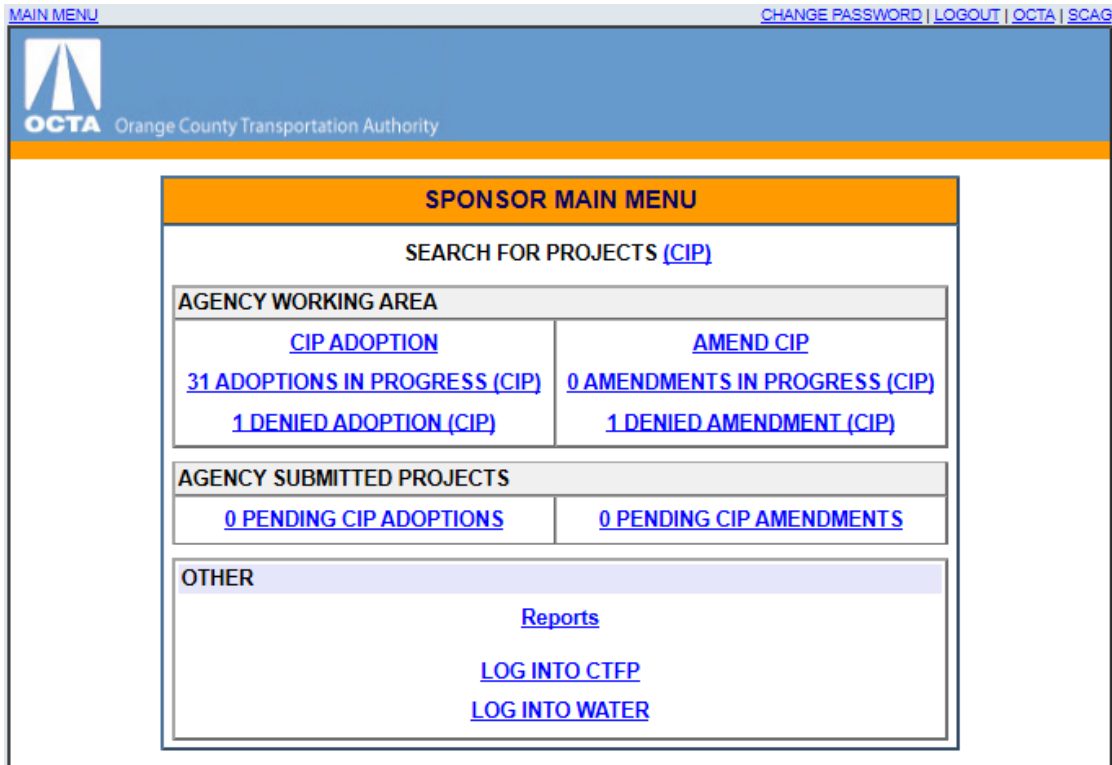 MAIN MENU CHANGE PASSWORD | LOGOUT | OCTA | SCAG
OCTA Orange County Transportation Authority
SPONSOR MAIN MENU
SEARCH FOR PROJECTS (CIP)
AGENCY WORKING AREA
CIP ADOPTION AMEND CIP
31 ADOPTIONS IN PROGRESS (CIP) 0 AMENDMENTS IN PROGRESS (CIP)
1 DENIED ADOPTION (CIP) 1 DENIED AMENDMENT (CIP)
AGENCY SUBMITTED PROJECTS
0 PENDING CIP ADOPTIONS 0 PENDING CIP AMENDMENTS
OTHER
Reports
LOG INTO CTFP
LOG INTO WATER